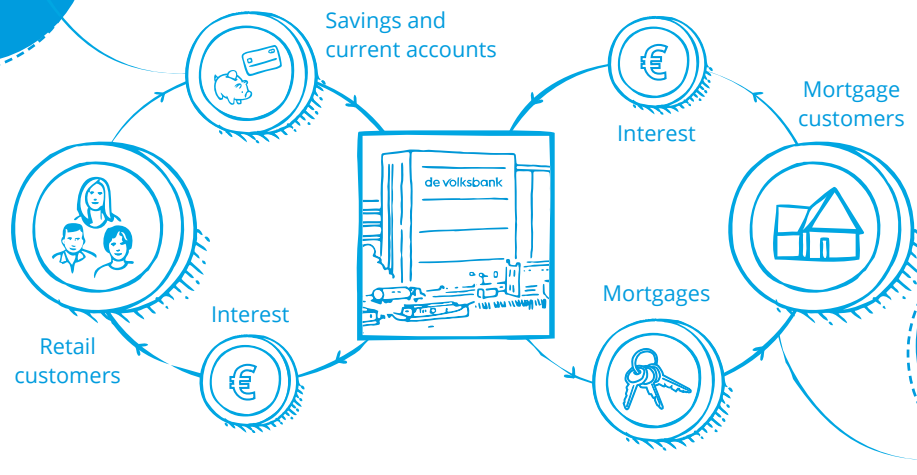 Savings and
current accounts
Interest
Mortgage
customers
de volksbank
Mortgages
Interest
Retail
customers
€
€